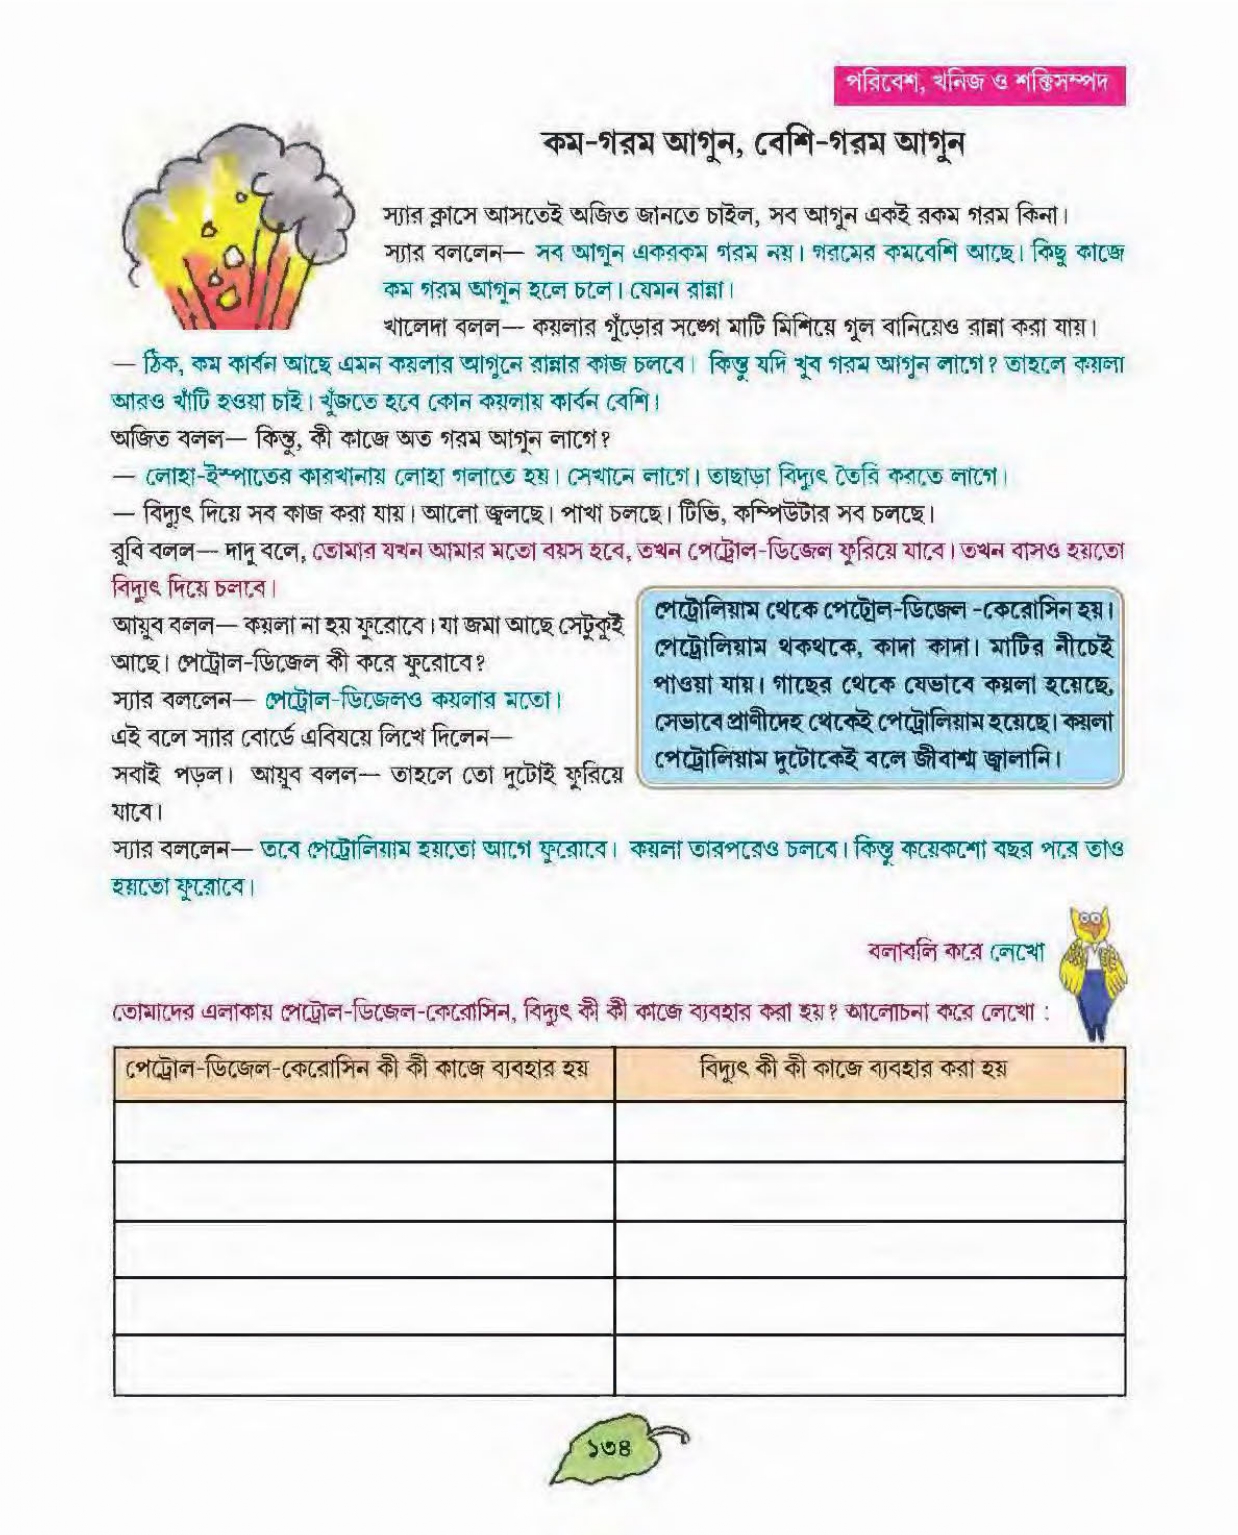 পরিবেশ, খনিজ ও শক্তিসম্পদ
কম-গরম আগুন, বেশি-গরম আগুন
স্যার ক্লাসে আসতেই অজিত জানতে চাইল, সব আগুন একই রকম গরম কিনা।
স্যার বললেন— সব আগুন একরকম গরম নয়। গরমের কমবেশি আছে। কিছু কাজে
কম গরম আগুন হলে চলে। যেমন রান্না।
খালেদা বলল— কয়লার গুঁড়োর সঙ্গে মাটি মিশিয়ে গুল বানিয়েও রান্না করা যায়।
— ঠিক, কম কার্বন আছে এমন কয়লার আগুনে রান্নার কাজ চলবে। কিন্তু যদি খুব গরম আগুন লাগে? তাহলে কয়লা
আরও খাঁটি হওয়া চাই। খুঁজতে হবে কোন কয়লায় কার্বন বেশি।
অজিত বলল— কিন্তু, কী কাজে অত গরম আগুন লাগে?
— লোহা-ইস্পাতের কারখানায় লোহা গলাতে হয়। সেখানে লাগে। তাছাড়া বিদ্যুৎ তৈরি করতে লাগে।
— বিদ্যুৎ দিয়ে সব কাজ করা যায়। আলো জ্বলছে। পাখা চলছে। টিভি, কম্পিউটার সব চলছে।
রুবি বলল— দাদু বলে, তোমার যখন আমার মতো বয়স হবে, তখন পেট্রোল-ডিজেল ফুরিয়ে যাবে। তখন বাসও হয়তো
বিদ্যুৎ দিয়ে চলবে।
আয়ুব বলল— কয়লা না হয় ফুরোবে। যা জমা আছে সেটুকুই
আছে। পেট্রোল-ডিজেল কী করে ফুরোবে?
স্যার বললেন— পেট্রোল-ডিজেলও কয়লার মতো।
এই বলে স্যার বোর্ডে এবিষয়ে লিখে দিলেন—
পেট্রোলিয়াম থেকে পেট্রোল-ডিজেল -কেরোসিন হয়।
পেট্রোলিয়াম থকথকে, কাদা কাদা। মাটির নীচেই
পাওয়া যায়। গাছের থেকে যেভাবে কয়লা হয়েছে,
সেভাবে প্রাণীদেহ থেকেই পেট্রোলিয়াম হয়েছে। কয়লা
পেট্রোলিয়াম দুটোকেই বলে জীবাশ্ম জ্বালানি।
সবাই পড়ল। আয়ুব বলল— তাহলে তো দুটোই ফুরিয়ে
যাবে।
স্যার বললেন— তবে পেট্রোলিয়াম হয়তো আগে ফুরোবে। কয়লা তারপরেও চলবে। কিন্তু কয়েকশো বছর পরে তাও
হয়তো ফুরোবে।
বলাবলি করে লেখো
তোমাদের এলাকায় পেট্রোল-ডিজেল-কেরোসিন, বিদ্যুৎ কী কী কাজে ব্যবহার করা হয়? আলোচনা করে লেখো :
পেট্রোল-ডিজেল-কেরোসিন কী কী কাজে ব্যবহার হয়
বিদ্যুৎ কী কী কাজে ব্যবহার করা হয়
১৩৪